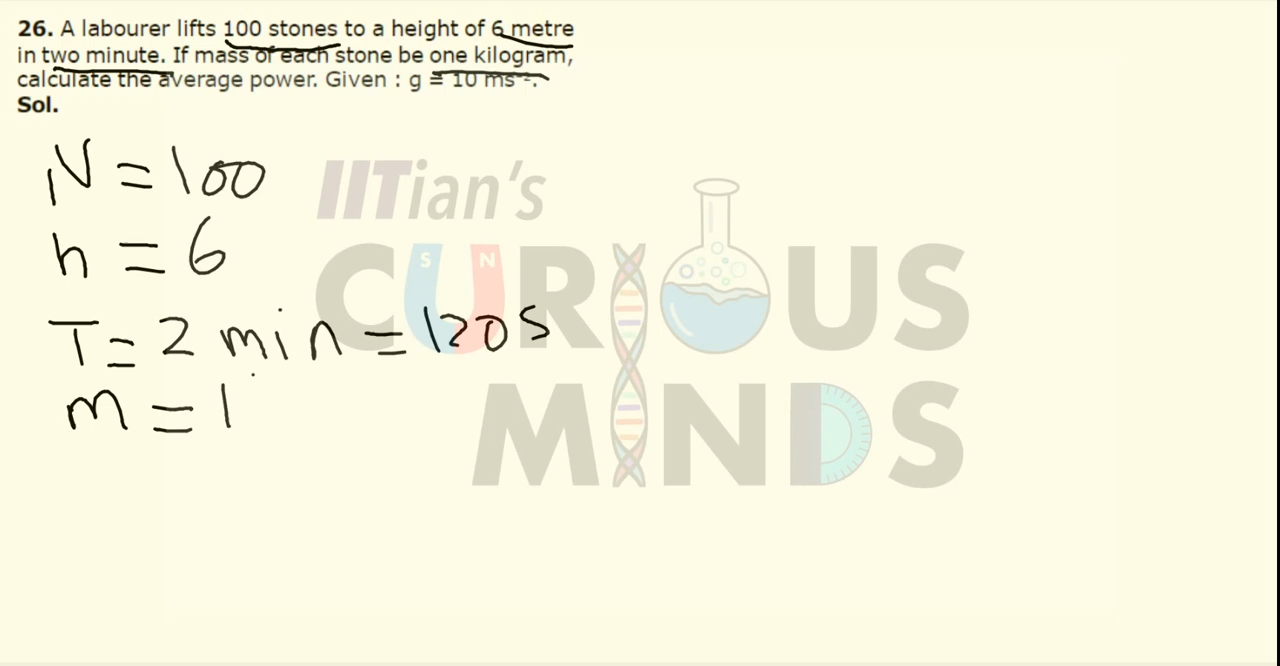 26. A labourer lifts 100 stones to a height of 6 metre
in two minute. If mass of each stone be one kilogram,
calculate the average power. Given : g = 10 ms⁻².
Sol.
N = 100
h = 6
T = 2 min = 120 s
m = 1
IITian's
CURIOUS
S N
MINDS